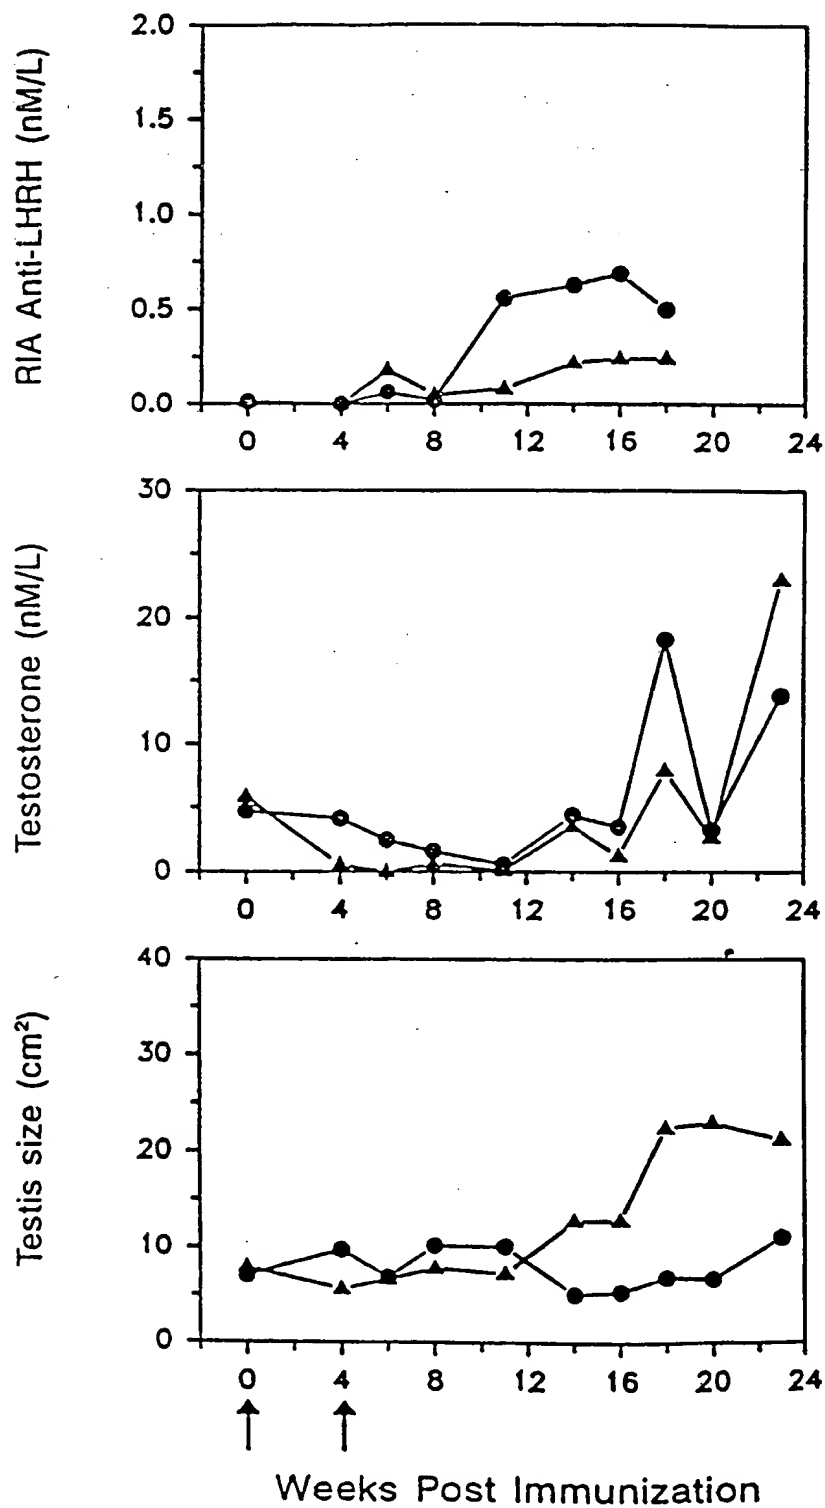 RIA Anti-LHRH (nM/L)
2.0
1.5
1.0
0.5
0.0
0 4 8 12 16 20 24
Testosterone (nM/L)
30
20
10
0
0 4 8 12 16 20 24
Testis size (cm²)
40
30
20
10
0
0 4 8 12 16 20 24
Weeks Post Immunization